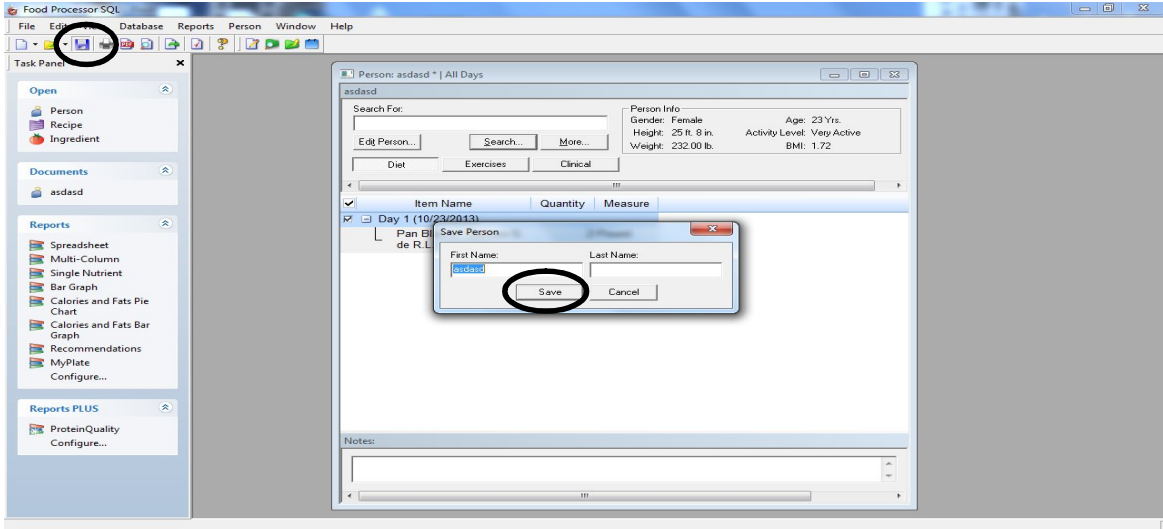 Food Processor SQL
File Edit Database Reports Person Window Help
Task Panel
Open
Person
Recipe
Ingredient
Documents
asdasd
Reports
Spreadsheet
Multi-Column
Single Nutrient
Bar Graph
Calories and Fats Pie
Chart
Calories and Fats Bar
Graph
Recommendations
MyPlate
Configure...
Reports PLUS
ProteinQuality
Configure...
Person: asdasd * | All Days
asdasd
Search For:
Edit Person... Search... More...
Person Info
Gender: Female Age: 23 Yrs.
Height: 25 ft. 8 in. Activity Level: Very Active
Weight: 232.00 lb. BMI: 1.72
Diet Exercises Clinical
Item Name Quantity Measure
Day 1 (10/23/2013)
Pan Bl
de R.L
Save Person
First Name: Last Name:
asdasd
Save Cancel
Notes: